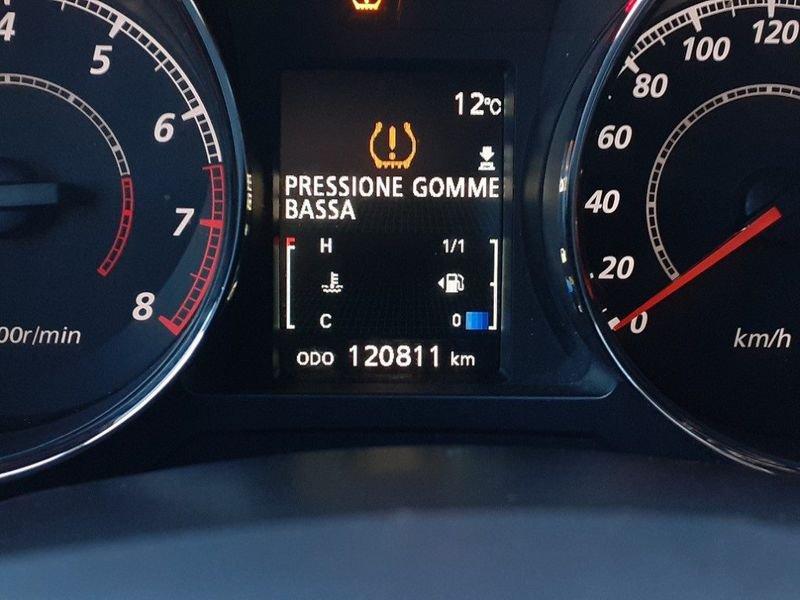 4
5
6
7
8
00r/min
12°C
PRESSIONE GOMME
BASSA
H 1/1
C 0
ODO 120811 km
0
20
40
60
80
100
120
km/h